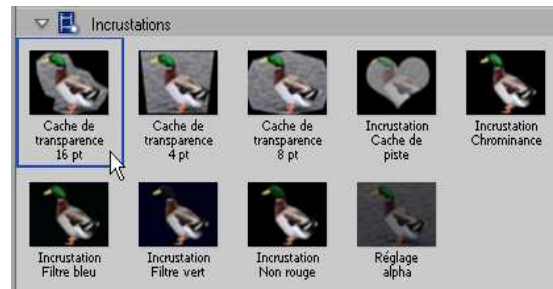 Incrustations
Cache de
transparence
16 pt
Cache de
transparence
4 pt
Cache de
transparence
8 pt
Incrustation
Cache de
piste
Incrustation
Chrominance
Incrustation
Filtre bleu
Incrustation
Filtre vert
Incrustation
Non rouge
Réglage
alpha